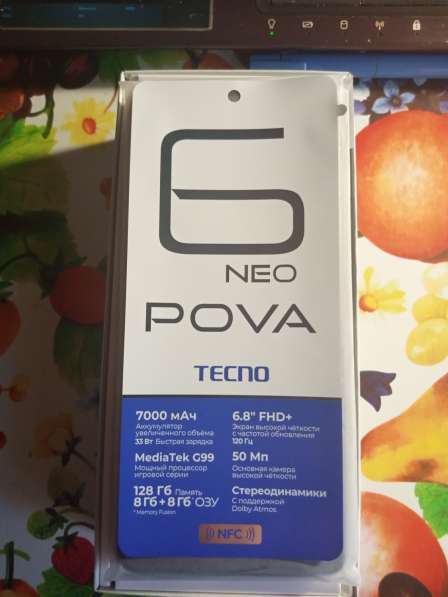 6
NEO
POVA
TECNO
7000 мАч
Аккумулятор
увеличенного объёма
33 Вт Быстрая зарядка
6.8" FHD+
Экран высокой чёткости
с частотой обновления
120 Гц
MediaTek G99
Мощный процессор
игровой серии
50 Мп
Основная камера
высокой чёткости
128 Гб Память
8 Гб + 8 Гб* ОЗУ
* Memory Fusion
Стереодинамики
С поддержкой
Dolby Atmos
NFC